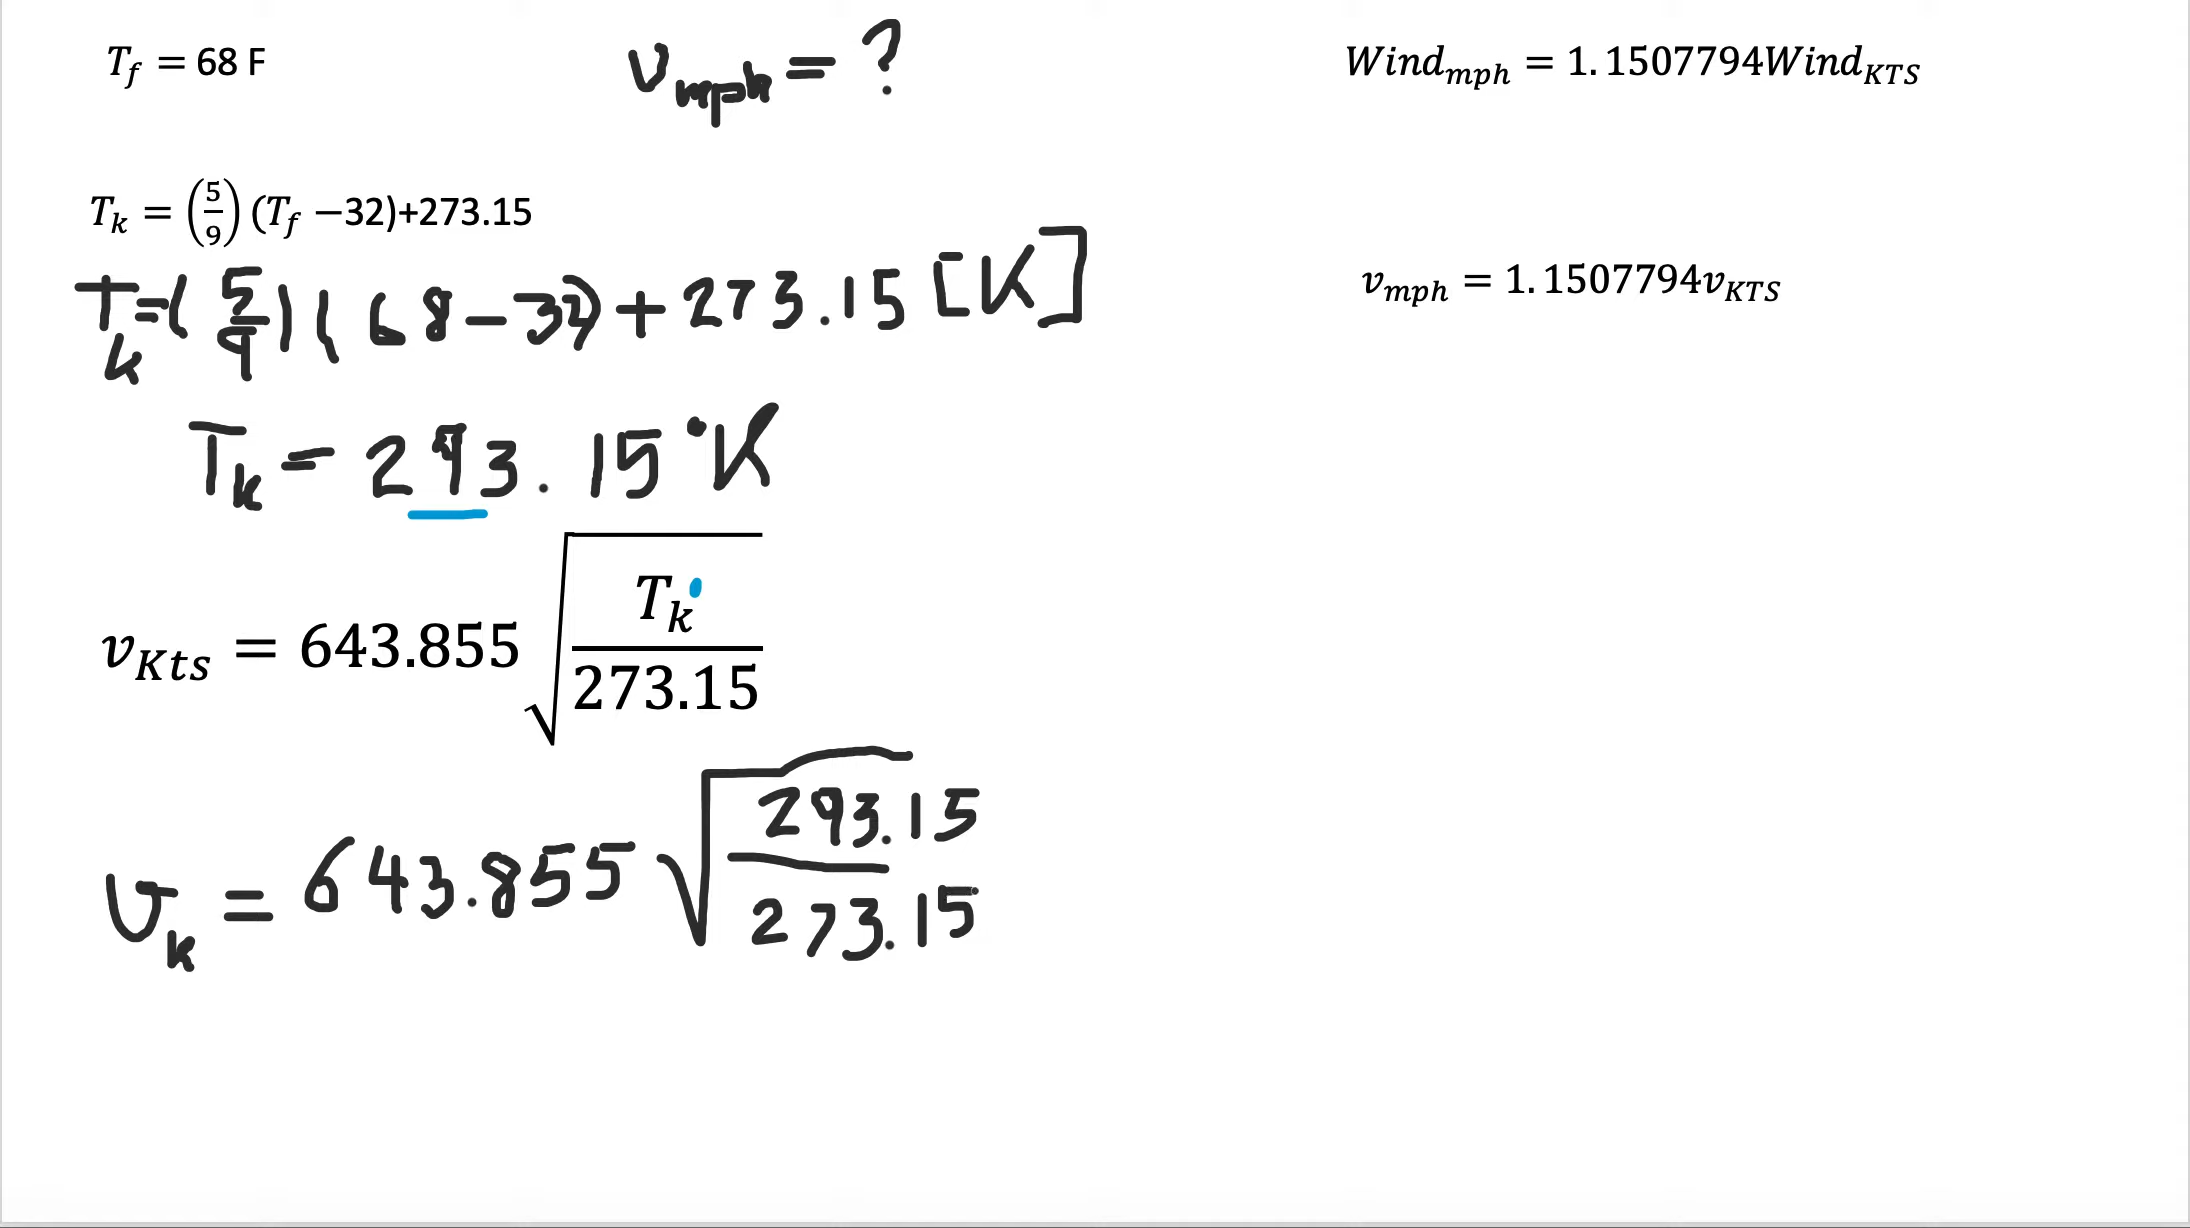 T_f = 68 F
v_mph = ?
Wind_mph = 1.1507794Wind_KTS
T_k = (5/9) (T_f −32)+273.15
T_k = (5/9)(68−32)+273.15 [K]
v_mph = 1.1507794v_KTS
T_k = 293.15 °K
v_Kts = 643.855 √(T_k/273.15)
v_k = 643.855 √(293.15/273.15)